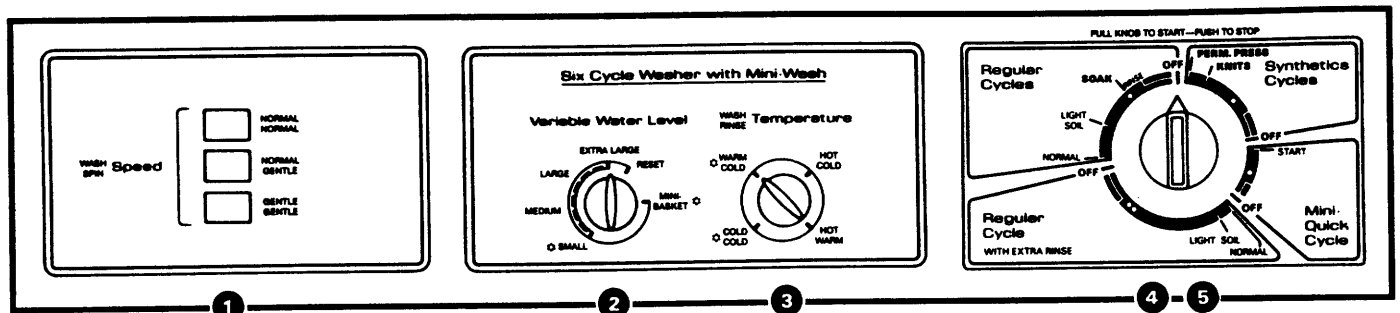 WASH
SPIN
Speed
NORMAL
NORMAL
NORMAL
GENTLE
GENTLE
GENTLE
Six Cycle Washer with Mini-Wash
Variable Water Level
EXTRA LARGE
RESET
LARGE
MEDIUM
SMALL
MINI-
BASKET
WASH
RINSE
Temperature
WARM
COLD
HOT
COLD
COLD
COLD
HOT
WARM
PULL KNOB TO START—PUSH TO STOP
Regular
Cycles
SOAK
RINSE
OFF
PERM. PRESS
KNITS
Synthetics
Cycles
LIGHT
SOIL
NORMAL
OFF
OFF
START
OFF
Mini-
Quick
Cycle
Regular
Cycle
WITH EXTRA RINSE
LIGHT SOIL
NORMAL
1
2
3
4 – 5